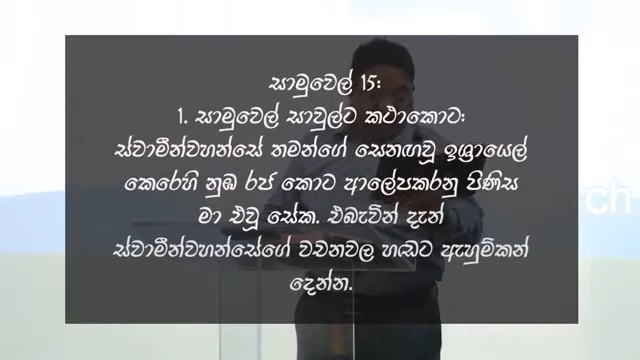 සාමුවෙල් 15:
1. සාමුවෙල් සාවුල්ට කථාකොට:
ස්වාමීන්වහන්සේ තමන්ගේ සෙනඟවූ ඉශ්‍රායෙල්
කෙරෙහි නුඹ රජ කොට ආලේපකරනු පිණිස
මා එවූ සේක. එබැවින් දැන්
ස්වාමීන්වහන්සේගේ වචනවල හඬට ඇහුම්කන්
දෙන්න.